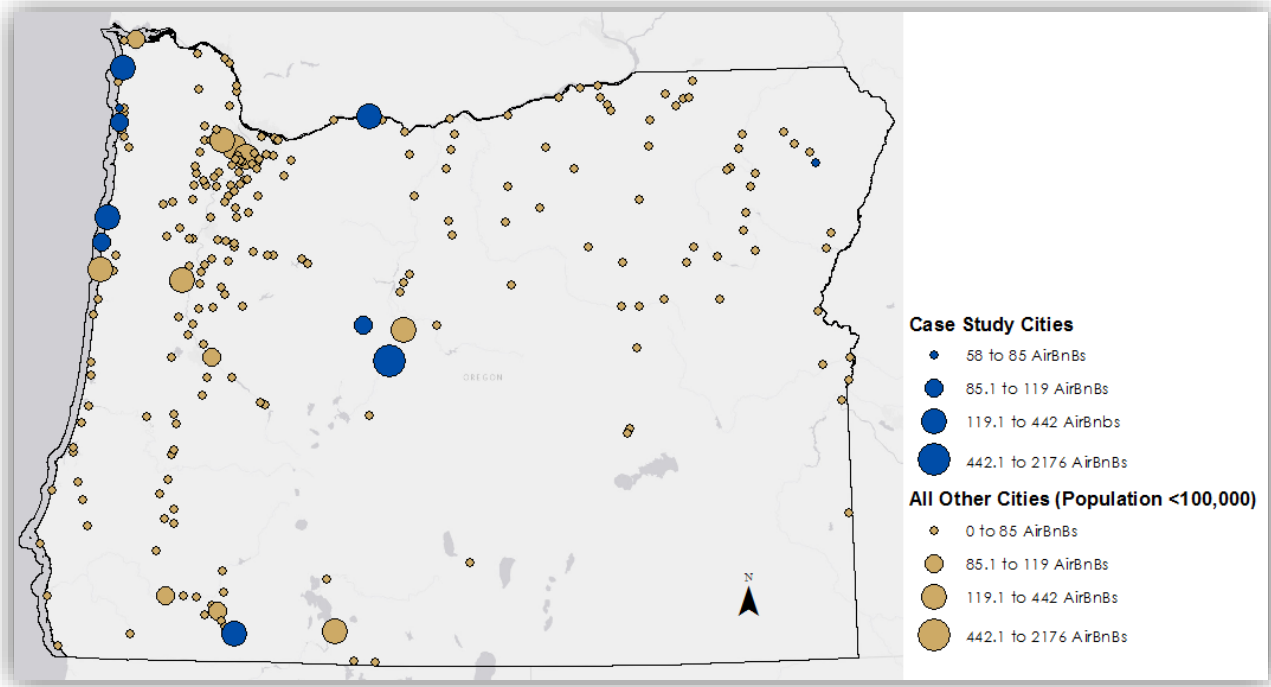 OREGON
Case Study Cities
58 to 85 AirBnBs
85.1 to 119 AirBnBs
119.1 to 442 AirBnbs
442.1 to 2176 AirBnBs
All Other Cities (Population <100,000)
0 to 85 AirBnBs
85.1 to 119 AirBnBs
119.1 to 442 AirBnBs
442.1 to 2176 AirBnBs
N